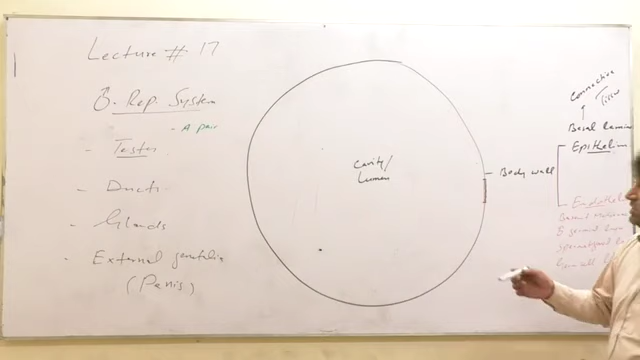 Lecture # 17
♂. Rep. System
- A pair
- Testes
- Ducts
- Glands
- External genitalia
(Penis)
Cavity/
Lumen
- Body wall
Connective
Tissue
Basal Lamina
Epithelium